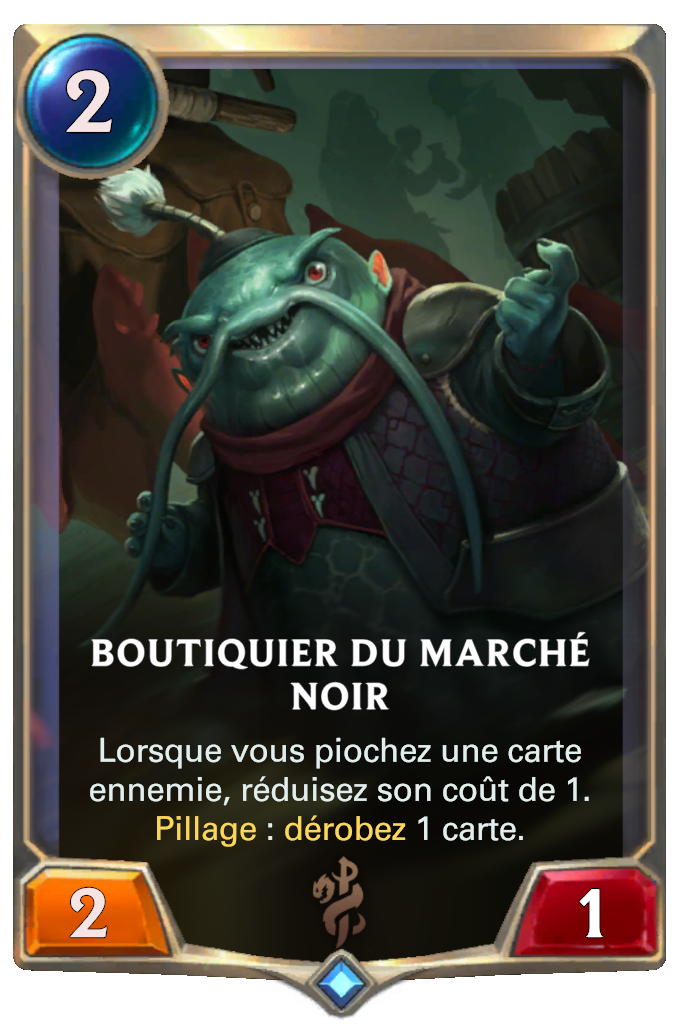 2
BOUTIQUIER DU MARCHÉ
NOIR
Lorsque vous piochez une carte
ennemie, réduisez son coût de 1.
Pillage : dérobez 1 carte.
2
1